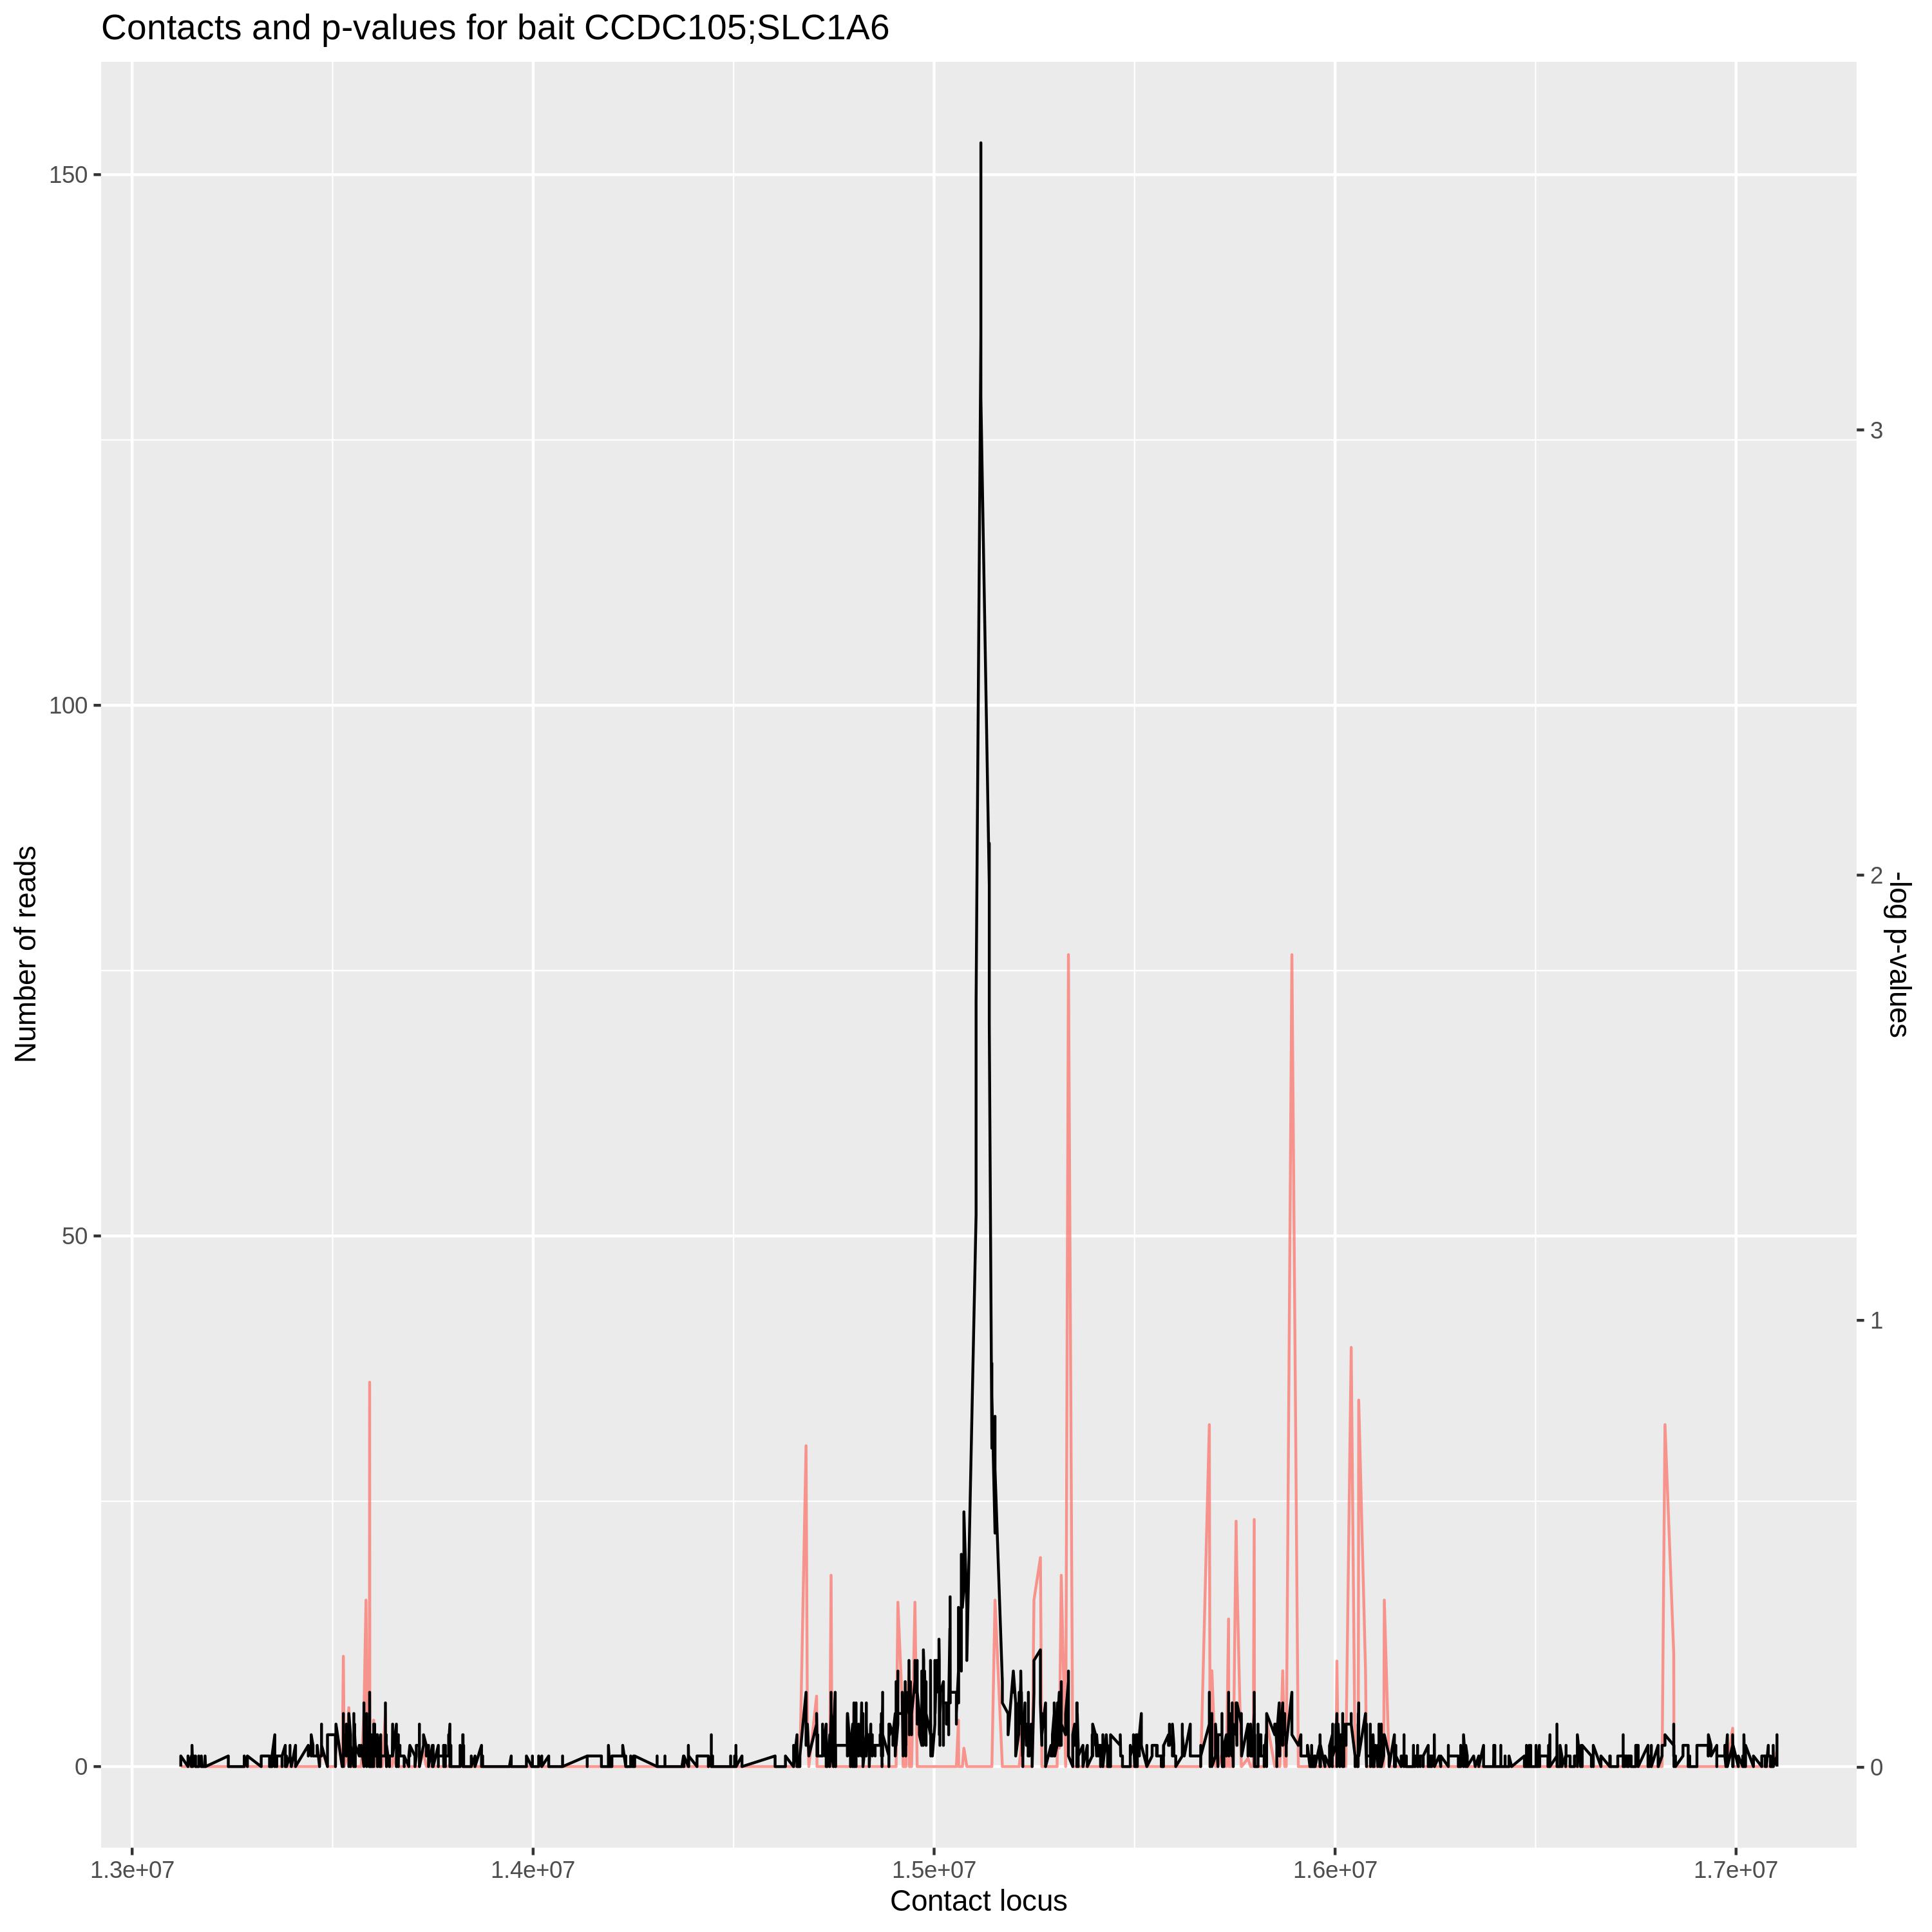 Contacts and p-values for bait CCDC105;SLC1A6
150
100
50
0
Number of reads
3
2
1
0
-log p-values
1.3e+07
1.4e+07
1.5e+07
1.6e+07
1.7e+07
Contact locus